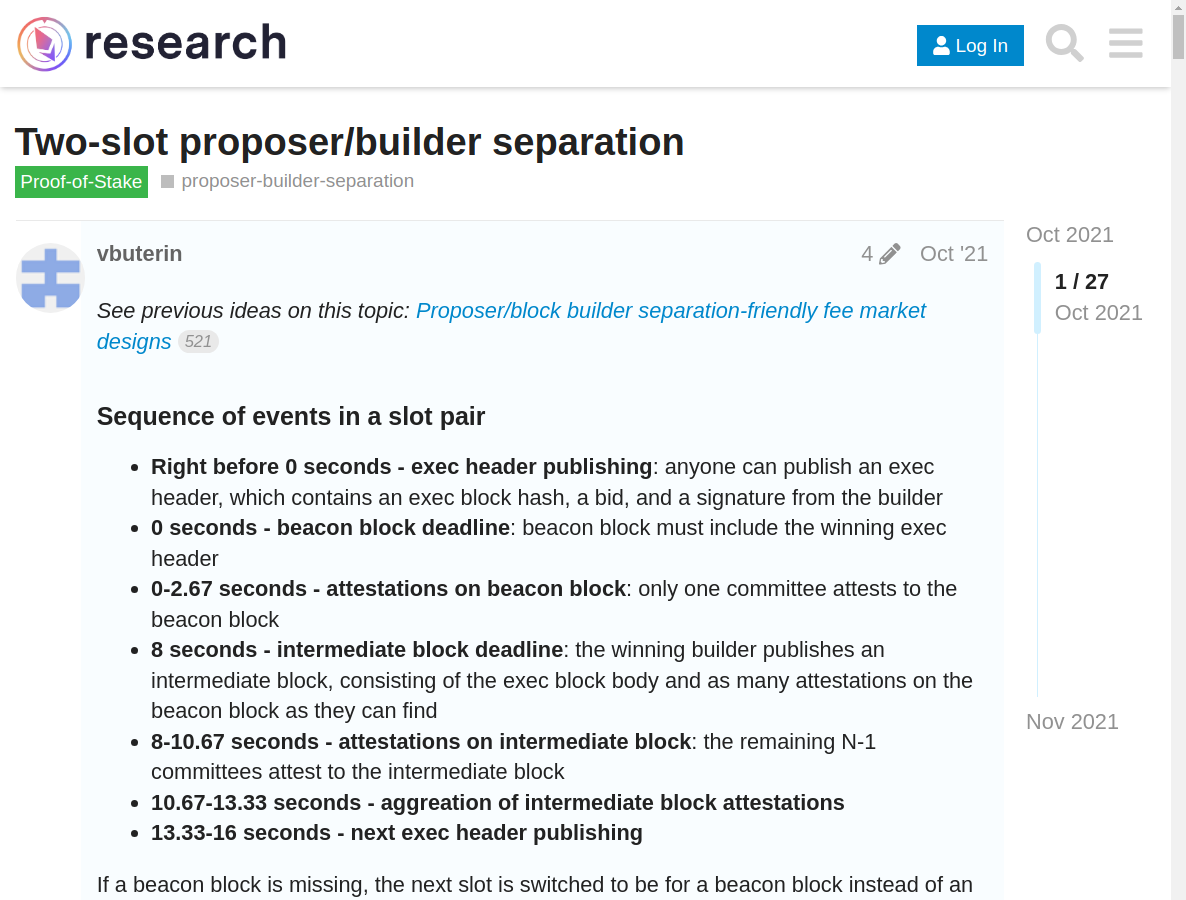 research
Log In
Two-slot proposer/builder separation
Proof-of-Stake proposer-builder-separation
vbuterin 4 Oct '21
See previous ideas on this topic: Proposer/block builder separation-friendly fee market
designs 521
Sequence of events in a slot pair
Right before 0 seconds - exec header publishing: anyone can publish an exec
header, which contains an exec block hash, a bid, and a signature from the builder
0 seconds - beacon block deadline: beacon block must include the winning exec
header
0-2.67 seconds - attestations on beacon block: only one committee attests to the
beacon block
8 seconds - intermediate block deadline: the winning builder publishes an
intermediate block, consisting of the exec block body and as many attestations on the
beacon block as they can find
8-10.67 seconds - attestations on intermediate block: the remaining N-1
committees attest to the intermediate block
10.67-13.33 seconds - aggreation of intermediate block attestations
13.33-16 seconds - next exec header publishing
If a beacon block is missing, the next slot is switched to be for a beacon block instead of an
Oct 2021
1 / 27
Oct 2021
Nov 2021